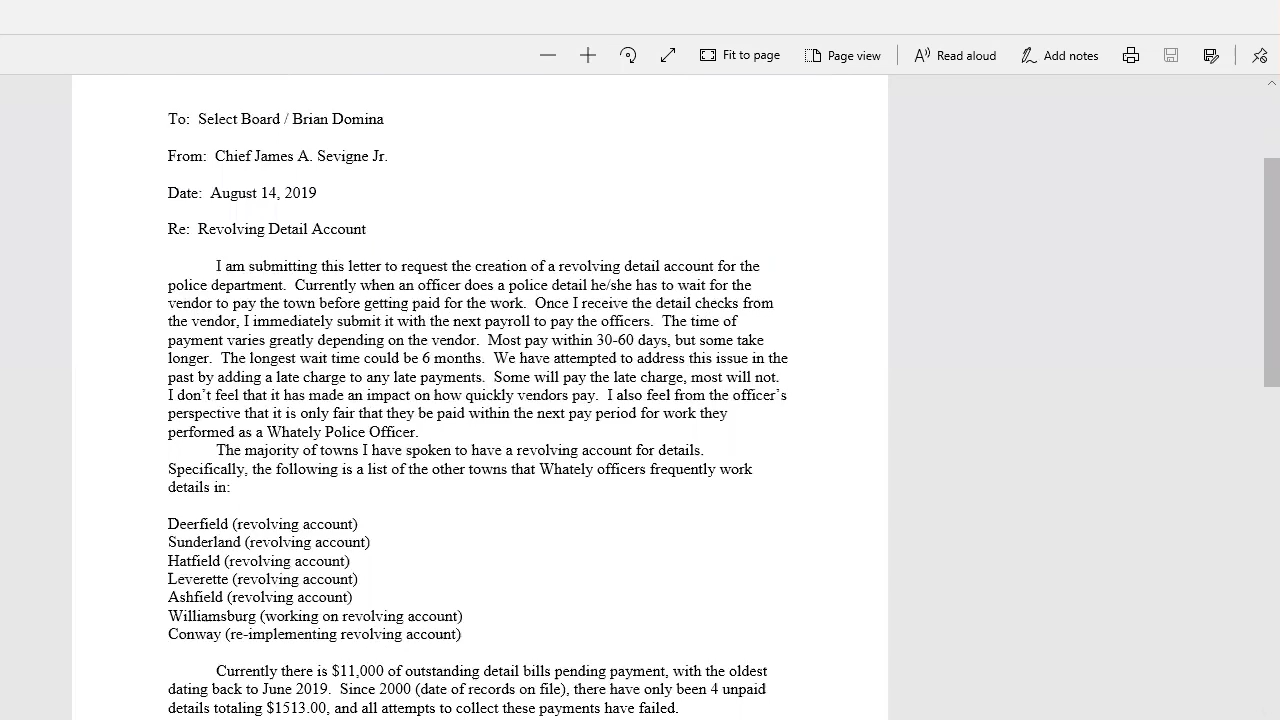 Fit to page
Page view
Read aloud
Add notes
To: Select Board / Brian Domina
From: Chief James A. Sevigne Jr.
Date: August 14, 2019
Re: Revolving Detail Account
I am submitting this letter to request the creation of a revolving detail account for the
police department. Currently when an officer does a police detail he/she has to wait for the
vendor to pay the town before getting paid for the work. Once I receive the detail checks from
the vendor, I immediately submit it with the next payroll to pay the officers. The time of
payment varies greatly depending on the vendor. Most pay within 30-60 days, but some take
longer. The longest wait time could be 6 months. We have attempted to address this issue in the
past by adding a late charge to any late payments. Some will pay the late charge, most will not.
I don't feel that it has made an impact on how quickly vendors pay. I also feel from the officer's
perspective that it is only fair that they be paid within the next pay period for work they
performed as a Whately Police Officer.
The majority of towns I have spoken to have a revolving account for details.
Specifically, the following is a list of the other towns that Whately officers frequently work
details in:
Deerfield (revolving account)
Sunderland (revolving account)
Hatfield (revolving account)
Leverette (revolving account)
Ashfield (revolving account)
Williamsburg (working on revolving account)
Conway (re-implementing revolving account)
Currently there is $11,000 of outstanding detail bills pending payment, with the oldest
dating back to June 2019. Since 2000 (date of records on file), there have only been 4 unpaid
details totaling $1513.00, and all attempts to collect these payments have failed.